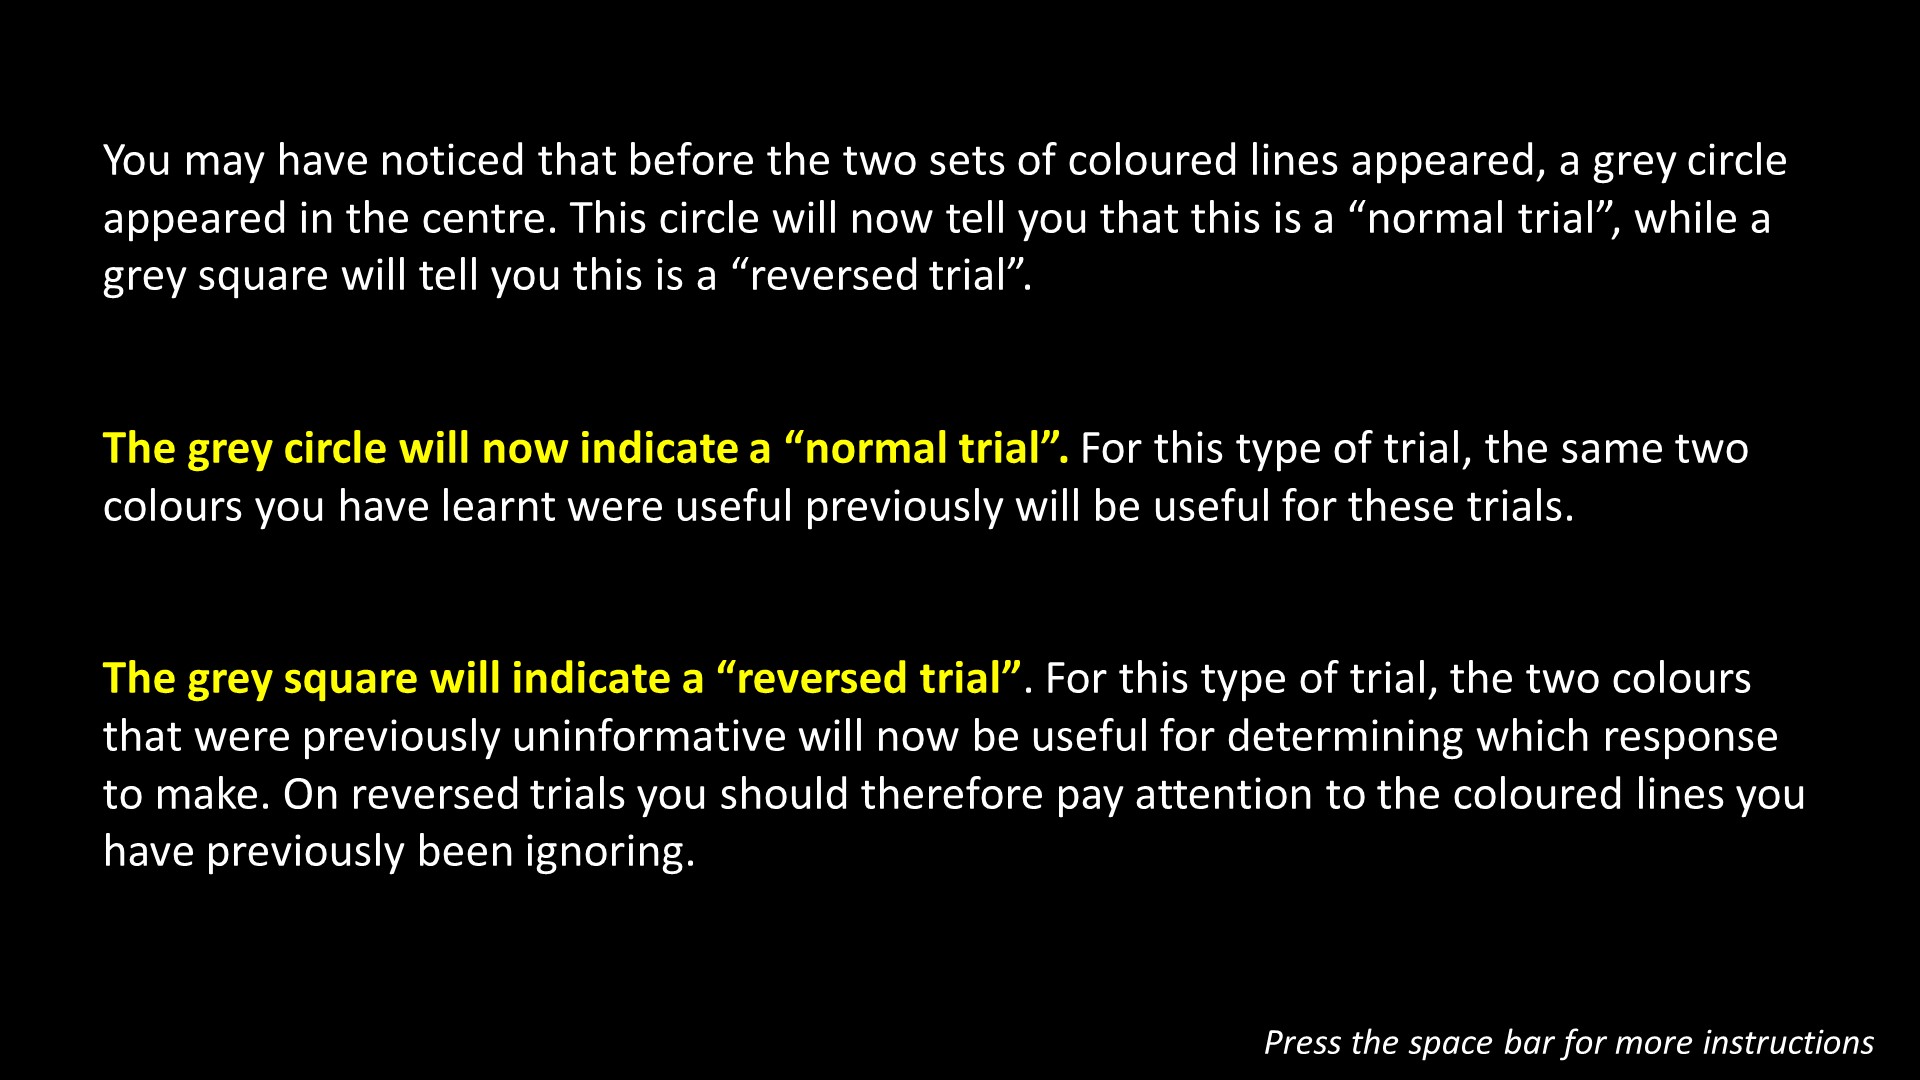 You may have noticed that before the two sets of coloured lines appeared, a grey circle
appeared in the centre. This circle will now tell you that this is a “normal trial”, while a
grey square will tell you this is a “reversed trial”.
The grey circle will now indicate a “normal trial”. For this type of trial, the same two
colours you have learnt were useful previously will be useful for these trials.
The grey square will indicate a “reversed trial”. For this type of trial, the two colours
that were previously uninformative will now be useful for determining which response
to make. On reversed trials you should therefore pay attention to the coloured lines you
have previously been ignoring.
Press the space bar for more instructions